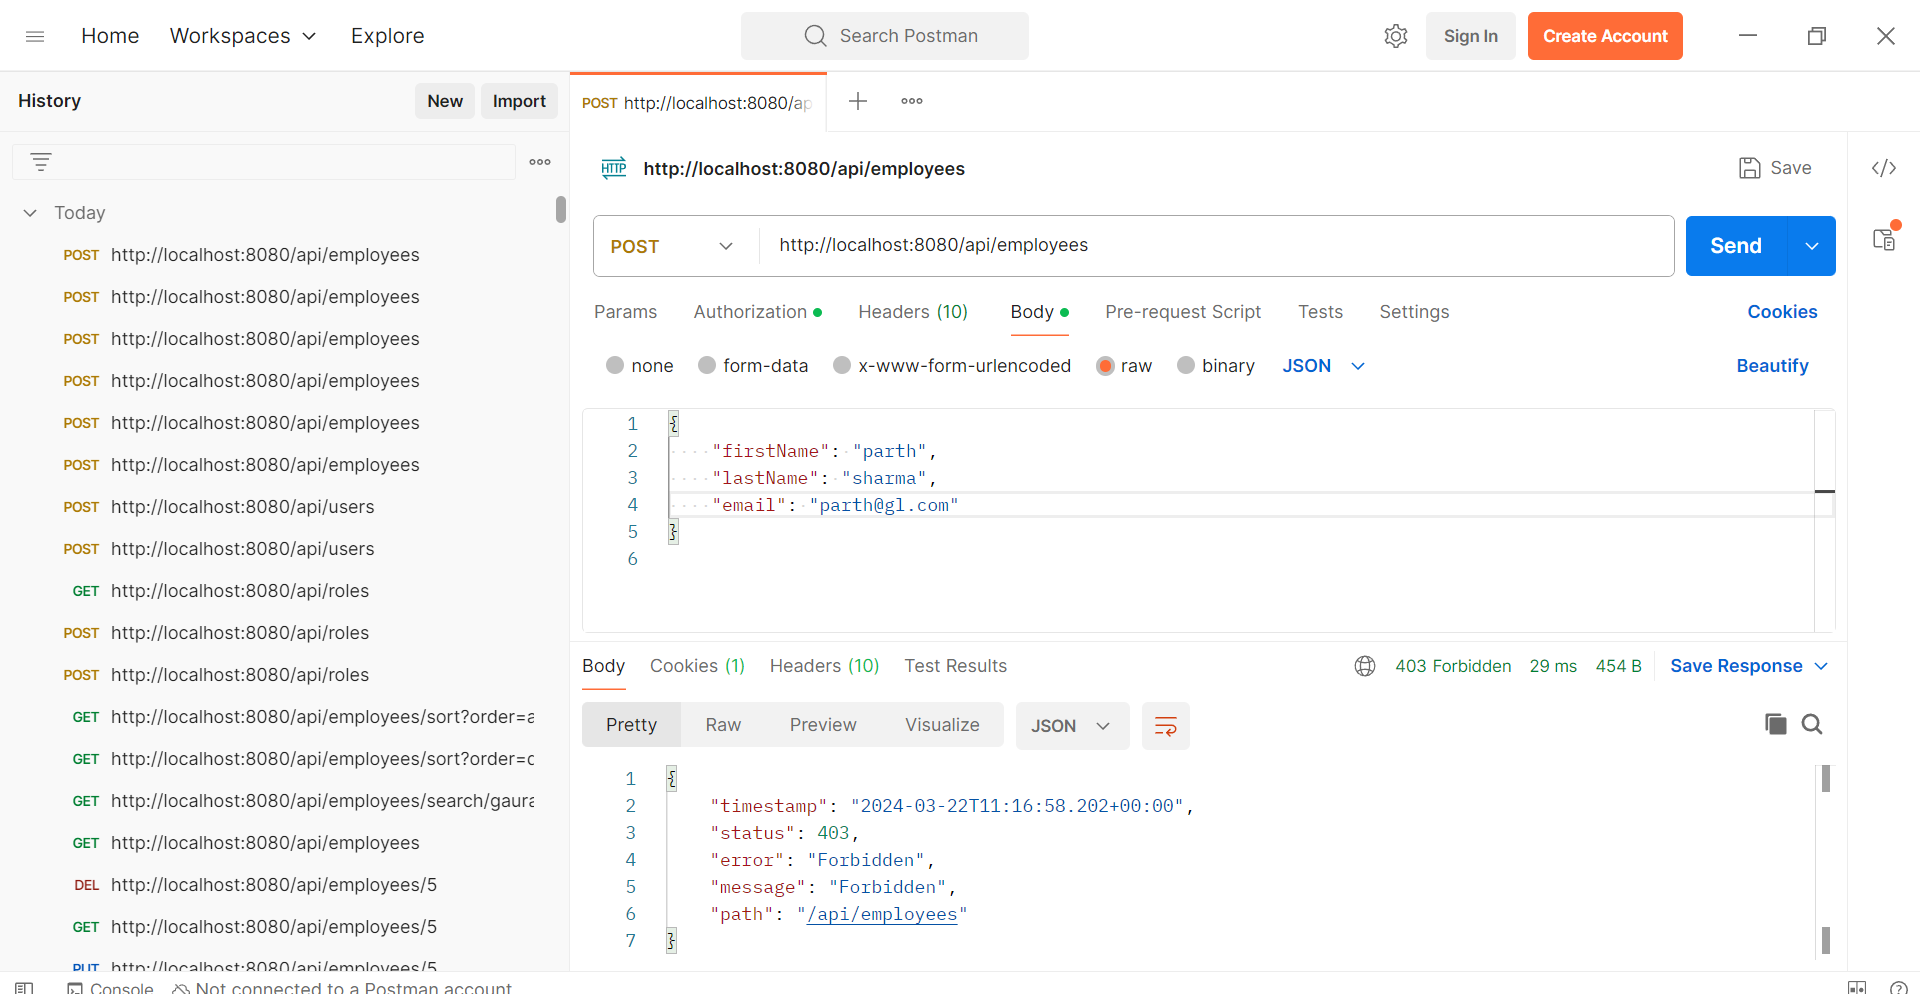 Home Workspaces Explore Search Postman Sign In Create Account
History New Import
POST http://localhost:8080/ap
HTTP http://localhost:8080/api/employees Save </>
Today
POST http://localhost:8080/api/employees
POST http://localhost:8080/api/employees
POST http://localhost:8080/api/employees
POST http://localhost:8080/api/employees
POST http://localhost:8080/api/employees
POST http://localhost:8080/api/employees
POST http://localhost:8080/api/users
POST http://localhost:8080/api/users
GET http://localhost:8080/api/roles
POST http://localhost:8080/api/roles
POST http://localhost:8080/api/roles
GET http://localhost:8080/api/employees/sort?order=a
GET http://localhost:8080/api/employees/sort?order=d
GET http://localhost:8080/api/employees/search/gaura
GET http://localhost:8080/api/employees
DEL http://localhost:8080/api/employees/5
GET http://localhost:8080/api/employees/5
PUT http://localhost:8080/api/employees/5
POST http://localhost:8080/api/employees Send
Params Authorization Headers (10) Body Pre-request Script Tests Settings Cookies
none form-data x-www-form-urlencoded raw binary JSON Beautify
1 {
2 "firstName": "parth",
3 "lastName": "sharma",
4 "email": "parth@gl.com"
5 }
6
Body Cookies (1) Headers (10) Test Results 403 Forbidden 29 ms 454 B Save Response
Pretty Raw Preview Visualize JSON
1 {
2 "timestamp": "2024-03-22T11:16:58.202+00:00",
3 "status": 403,
4 "error": "Forbidden",
5 "message": "Forbidden",
6 "path": "/api/employees"
7 }
Console Not connected to a Postman account